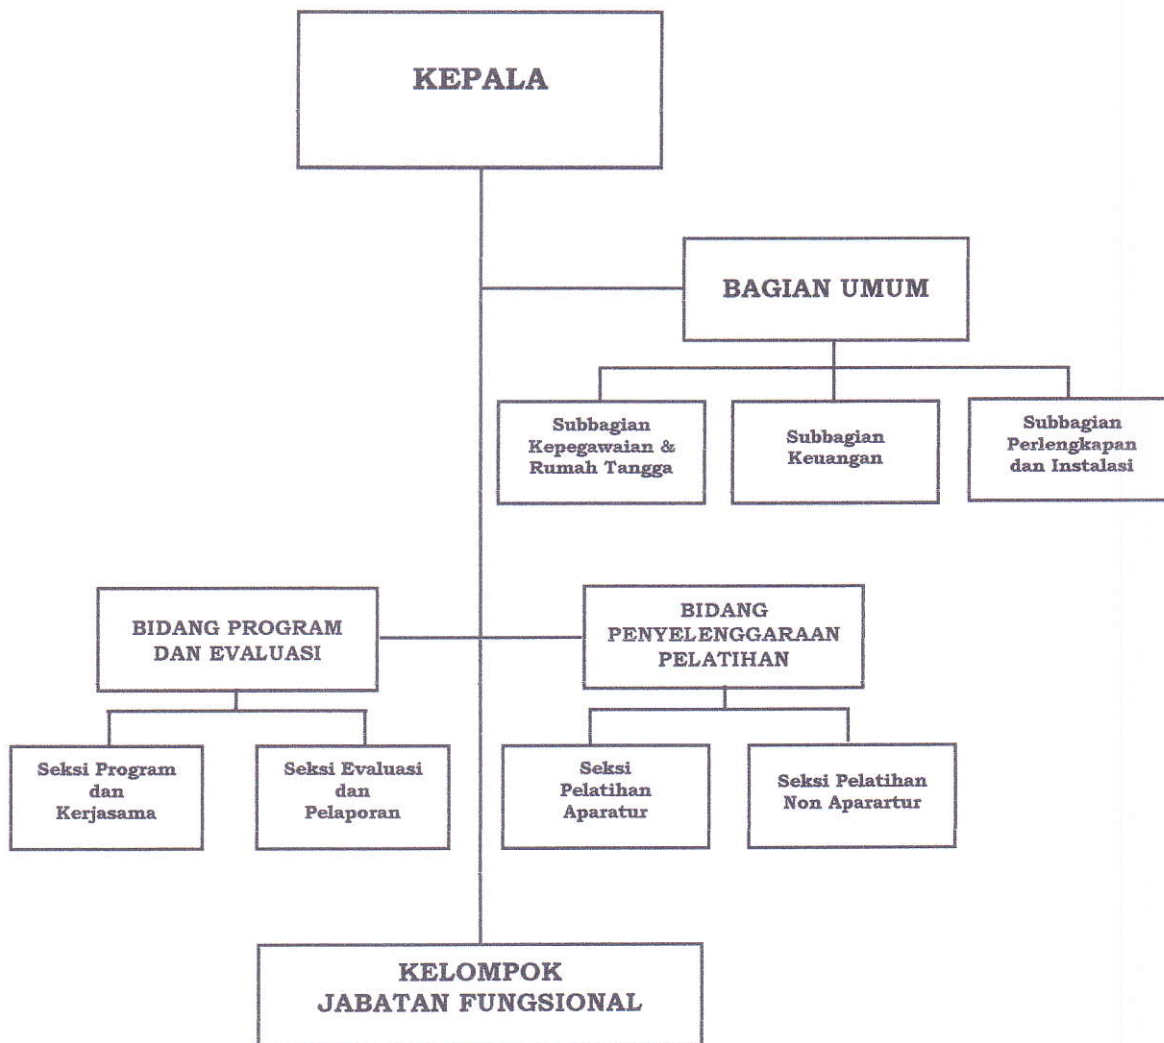 KEPALA
BAGIAN UMUM
Subbagian
Kepegawaian &
Rumah Tangga
Subbagian
Keuangan
Subbagian
Perlengkapan
dan Instalasi
BIDANG PROGRAM
DAN EVALUASI
BIDANG
PENYELENGGARAAN
PELATIHAN
Seksi Program
dan
Kerjasama
Seksi Evaluasi
dan
Pelaporan
Seksi
Pelatihan
Aparatur
Seksi Pelatihan
Non Aparartur
KELOMPOK
JABATAN FUNGSIONAL